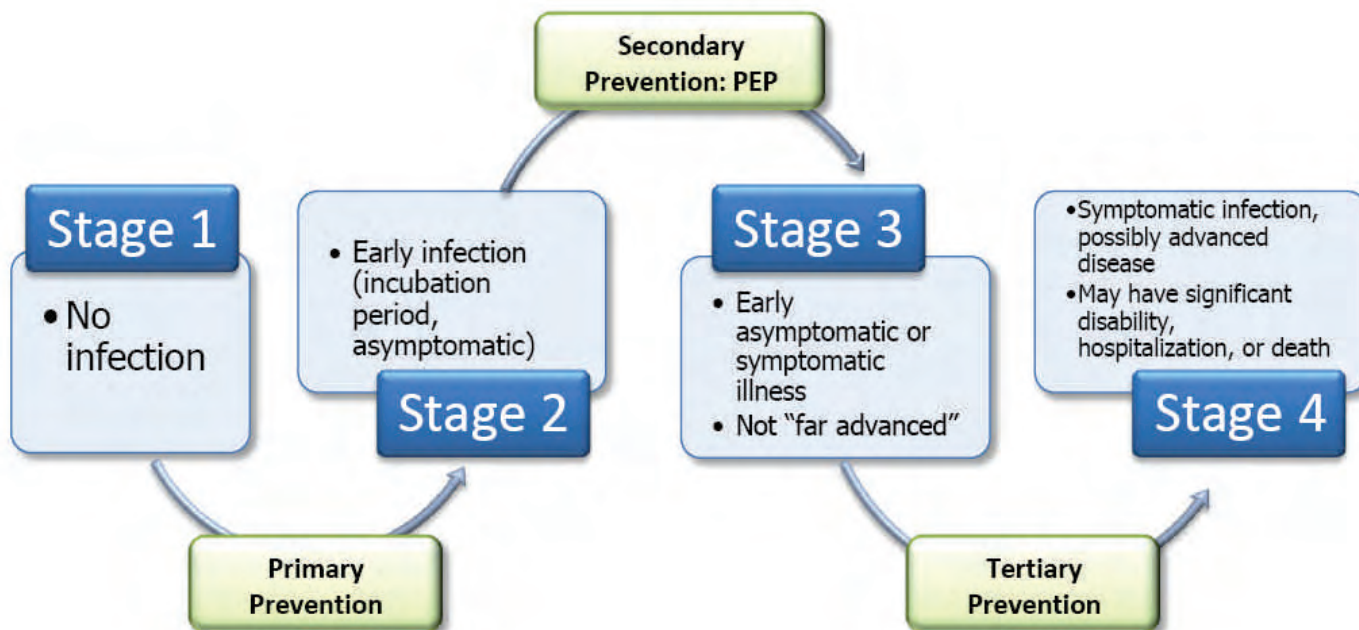 Secondary
Prevention: PEP
Stage 1
• No
infection
• Early infection
(incubation
period,
asymptomatic)
Stage 2
Stage 3
• Early
asymptomatic or
symptomatic
illness
• Not “far advanced”
•Symptomatic infection,
possibly advanced
disease
•May have significant
disability,
hospitalization, or death
Stage 4
Primary
Prevention
Tertiary
Prevention